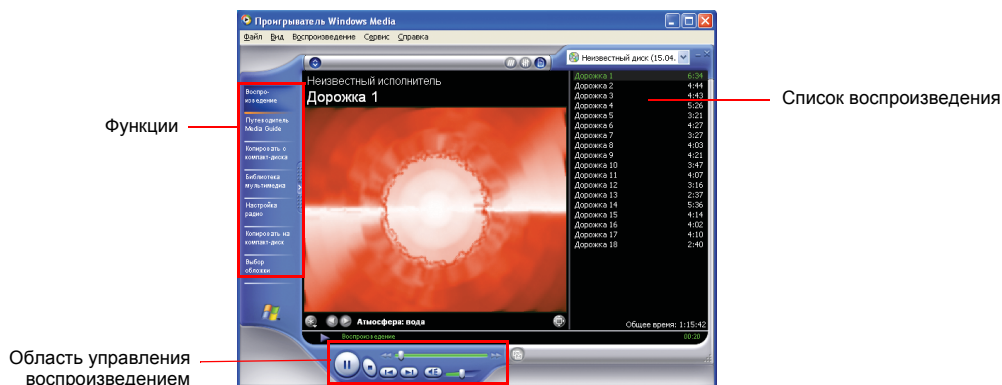 Проигрыватель Windows Media
Файл Вид Воспроизведение Сервис Справка
Неизвестный диск (15.04.
Неизвестный исполнитель
Дорожка 1
Воспро-
изведение
Путеводитель
Media Guide
Копировать с
компакт-диска
Библиотека
мультимедиа
Настройка
радио
Копировать на
компакт-диск
Выбор
обложки
Функции
Дорожка 1 6:34
Дорожка 2 4:44
Дорожка 3 4:43
Дорожка 4 5:26
Дорожка 5 3:21
Дорожка 6 4:27
Дорожка 7 3:27
Дорожка 8 4:03
Дорожка 9 4:21
Дорожка 10 3:47
Дорожка 11 4:07
Дорожка 12 3:16
Дорожка 13 2:37
Дорожка 14 5:36
Дорожка 15 4:14
Дорожка 16 4:02
Дорожка 17 4:10
Дорожка 18 2:40
Список воспроизведения
Атмосфера: вода
Общее время: 1:15:42
Воспроизведение 00:20
Область управления
воспроизведением